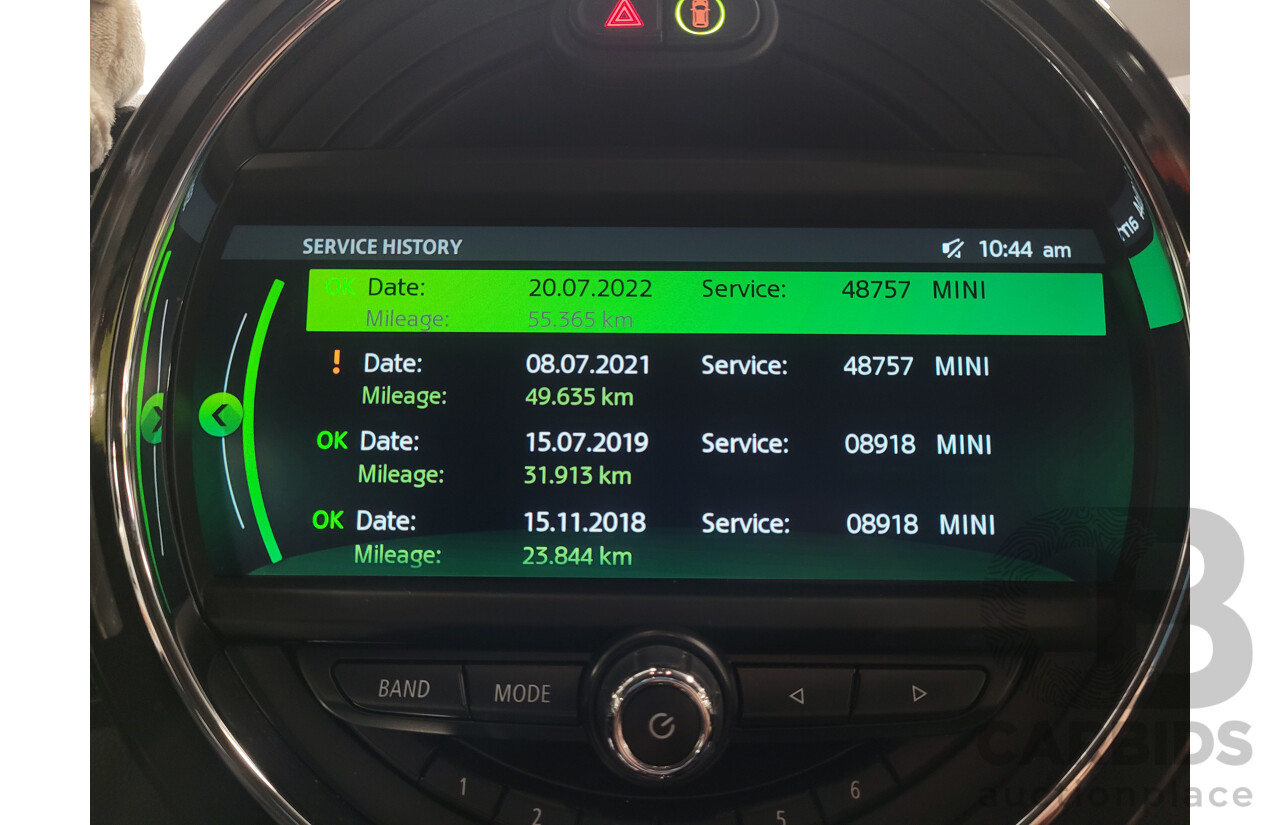 SERVICE HISTORY 10:44 am
OK Date: 20.07.2022 Service: 48757 MINI
Mileage: 55.365 km
! Date: 08.07.2021 Service: 48757 MINI
Mileage: 49.635 km
OK Date: 15.07.2019 Service: 08918 MINI
Mileage: 31.913 km
OK Date: 15.11.2018 Service: 08918 MINI
Mileage: 23.844 km
BAND MODE
1 2 5 6
B
CARBIDS
auctionplace